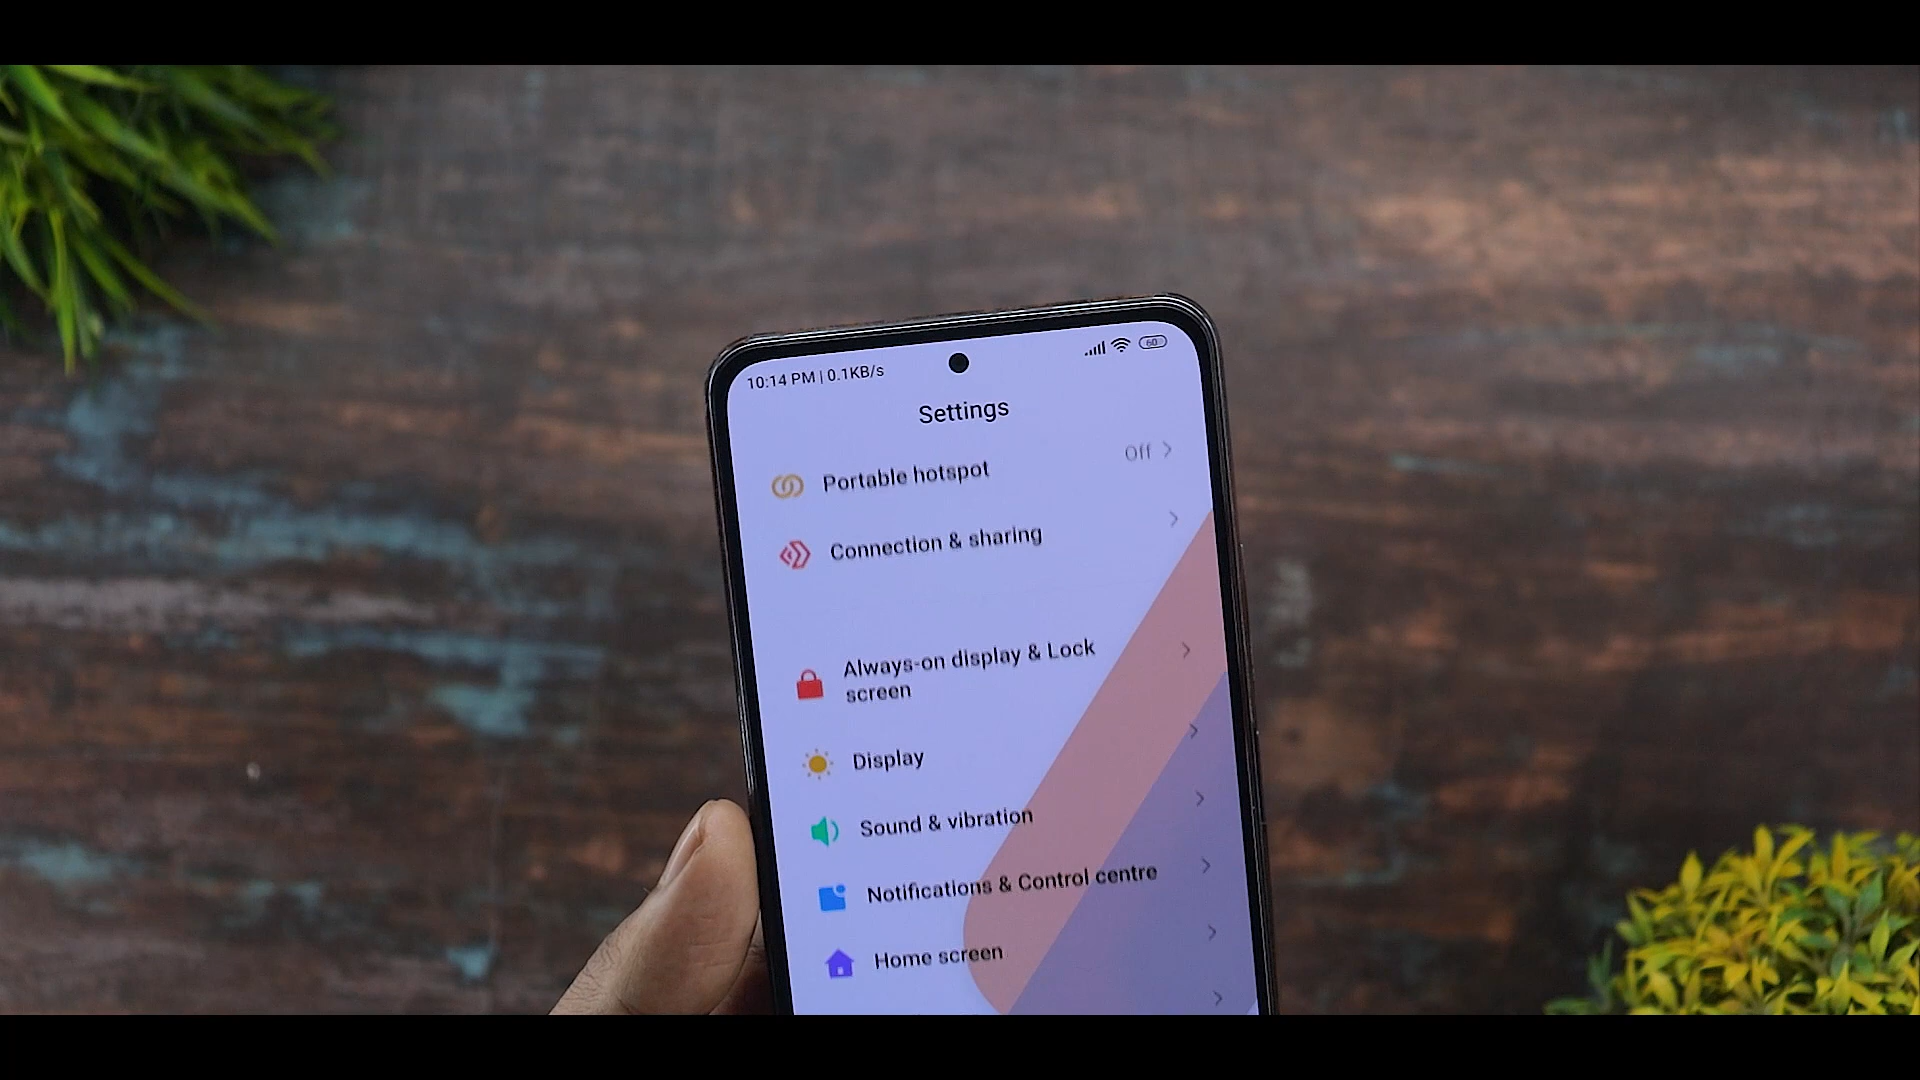 10:14 PM | 0.1KB/s 60
Settings
Portable hotspot Off
Connection & sharing
Always-on display & Lock
screen
Display
Sound & vibration
Notifications & Control centre
Home screen